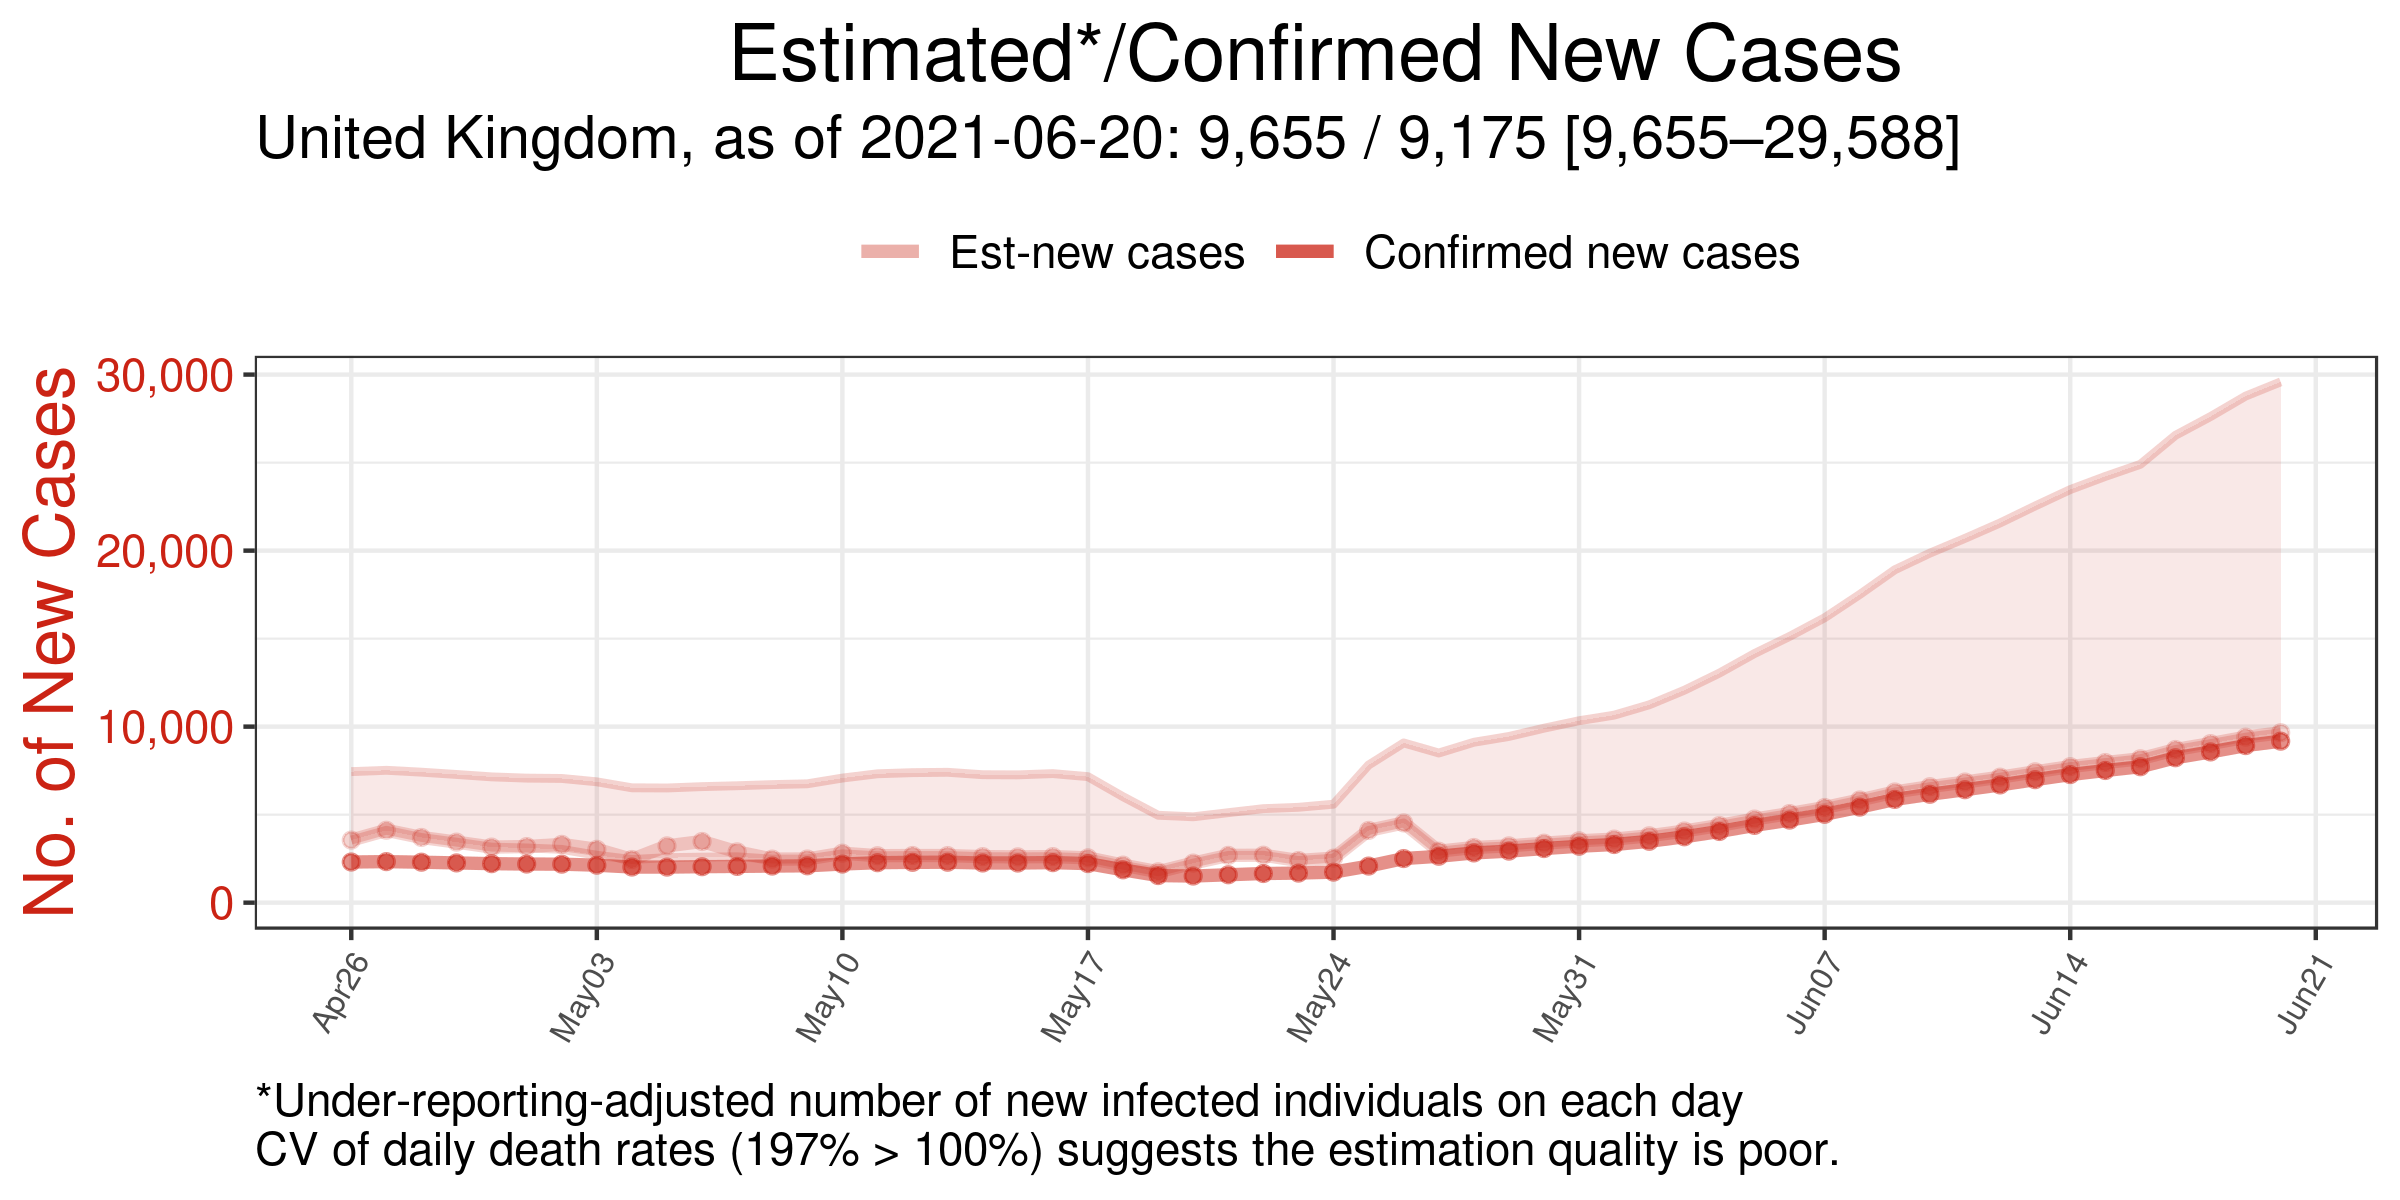 Estimated*/Confirmed New Cases
United Kingdom, as of 2021-06-20: 9,655 / 9,175 [9,655–29,588]
Est-new cases
Confirmed new cases
No. of New Cases
30,000
20,000
10,000
0
Apr26
May03
May10
May17
May24
May31
Jun07
Jun14
Jun21
*Under-reporting-adjusted number of new infected individuals on each day
CV of daily death rates (197% > 100%) suggests the estimation quality is poor.